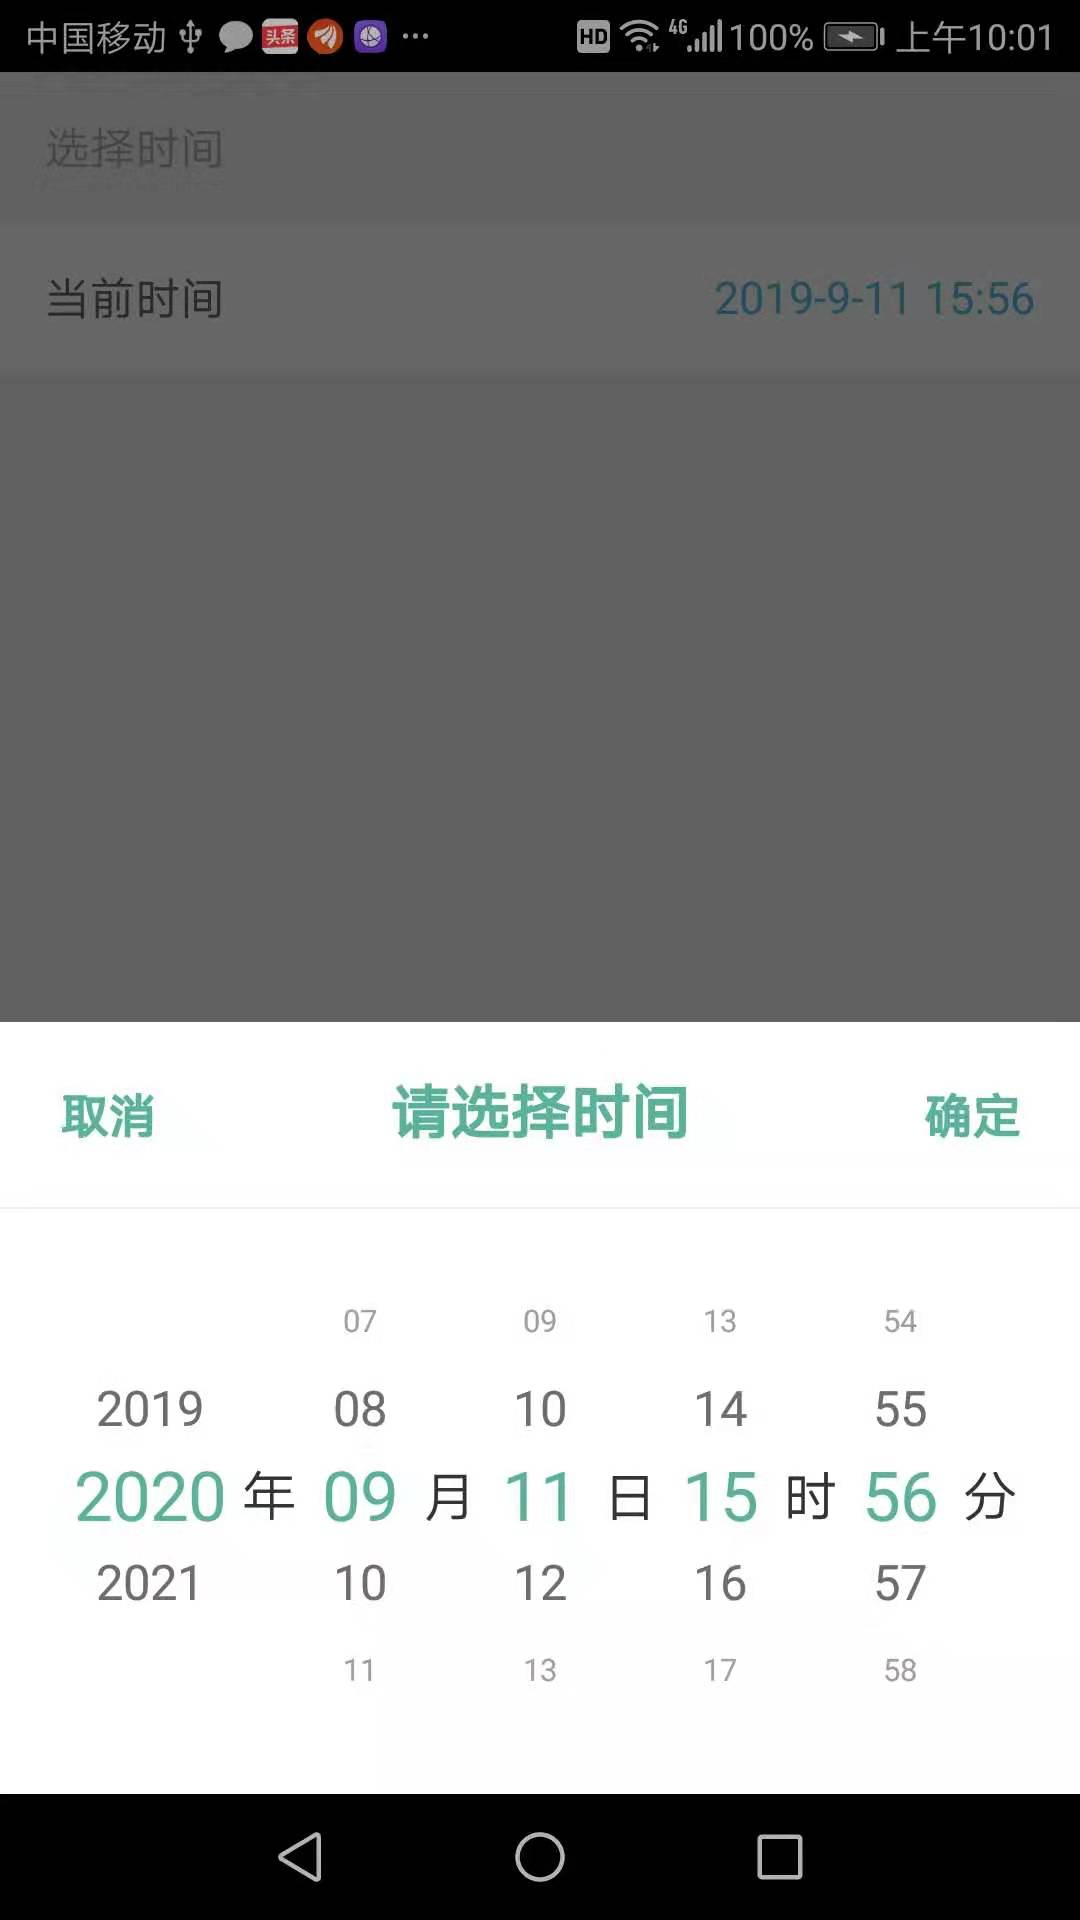 中国移动 头条 ··· HD 4G 100% 上午10:01
选择时间
当前时间 2019-9-11 15:56
取消 请选择时间 确定
07 09 13 54
2019 08 10 14 55
2020 年 09 月 11 日 15 时 56 分
2021 10 12 16 57
11 13 17 58